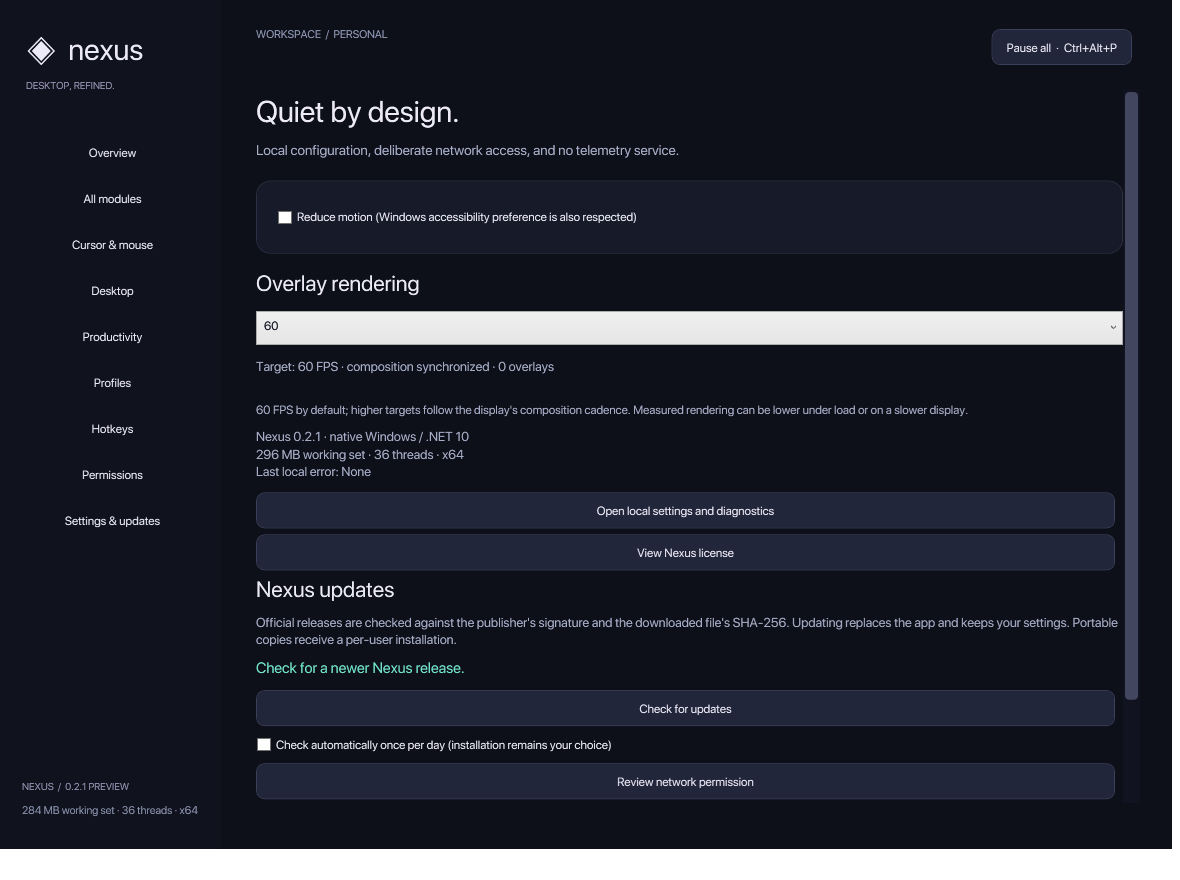 nexus
DESKTOP, REFINED.
Overview
All modules
Cursor & mouse
Desktop
Productivity
Profiles
Hotkeys
Permissions
Settings & updates
NEXUS / 0.2.1 PREVIEW
284 MB working set · 36 threads · x64
WORKSPACE / PERSONAL
Pause all · Ctrl+Alt+P
Quiet by design.
Local configuration, deliberate network access, and no telemetry service.
Reduce motion (Windows accessibility preference is also respected)
Overlay rendering
60
Target: 60 FPS · composition synchronized · 0 overlays
60 FPS by default; higher targets follow the display's composition cadence. Measured rendering can be lower under load or on a slower display.
Nexus 0.2.1 · native Windows / .NET 10
296 MB working set · 36 threads · x64
Last local error: None
Open local settings and diagnostics
View Nexus license
Nexus updates
Official releases are checked against the publisher's signature and the downloaded file's SHA-256. Updating replaces the app and keeps your settings. Portable
copies receive a per-user installation.
Check for a newer Nexus release.
Check for updates
Check automatically once per day (installation remains your choice)
Review network permission